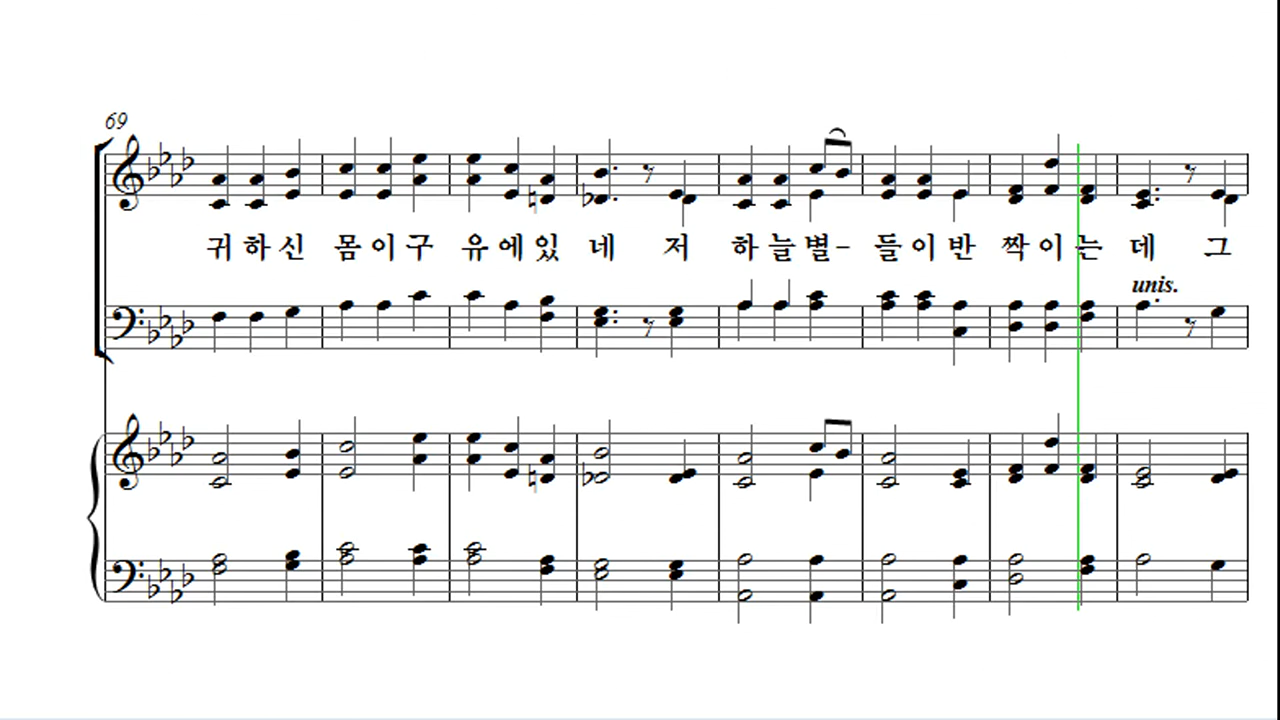 69
귀 하 신 몸 이 구 유 에 있 네 저 하 늘 별- 들 이 반 짝 이 는 데 그
unis.